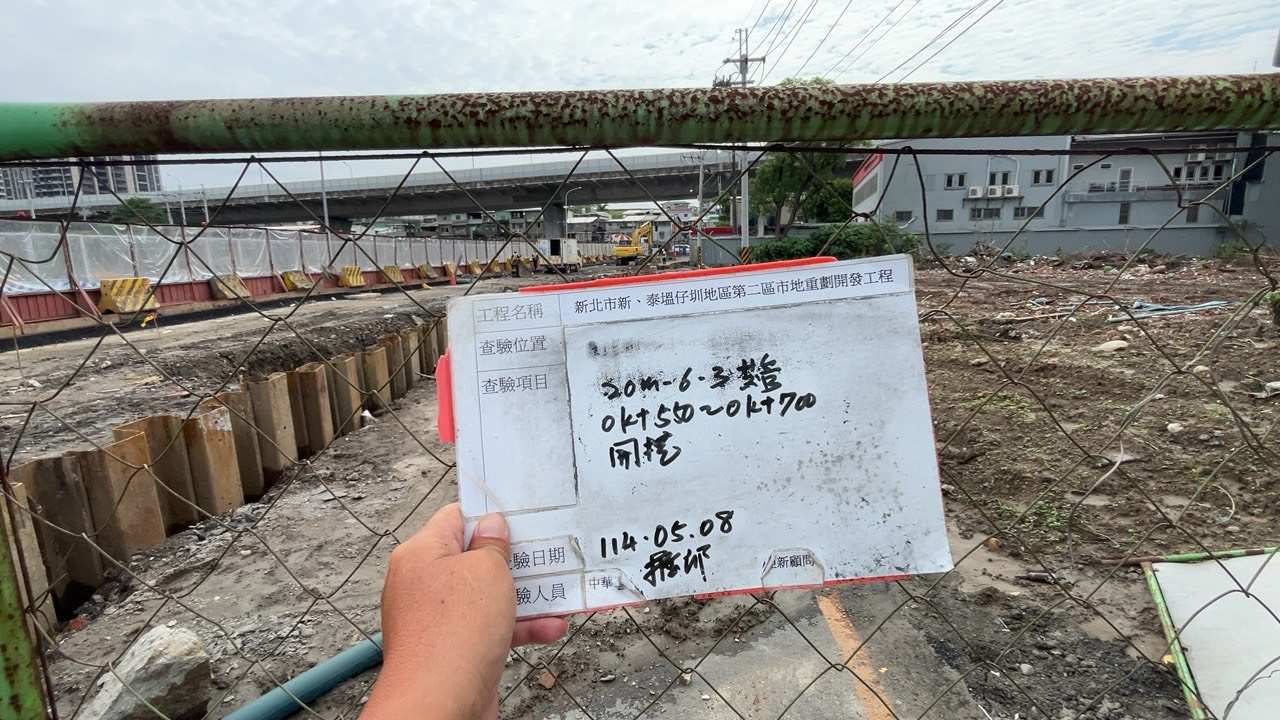 工程名稱 新北市新、泰塭仔圳地區第二區市地重劃開發工程
查驗位置
查驗項目
20m-6-3
0k+550~0k+700
開挖
驗日期 114.05.08
驗人員 中華 新顧問